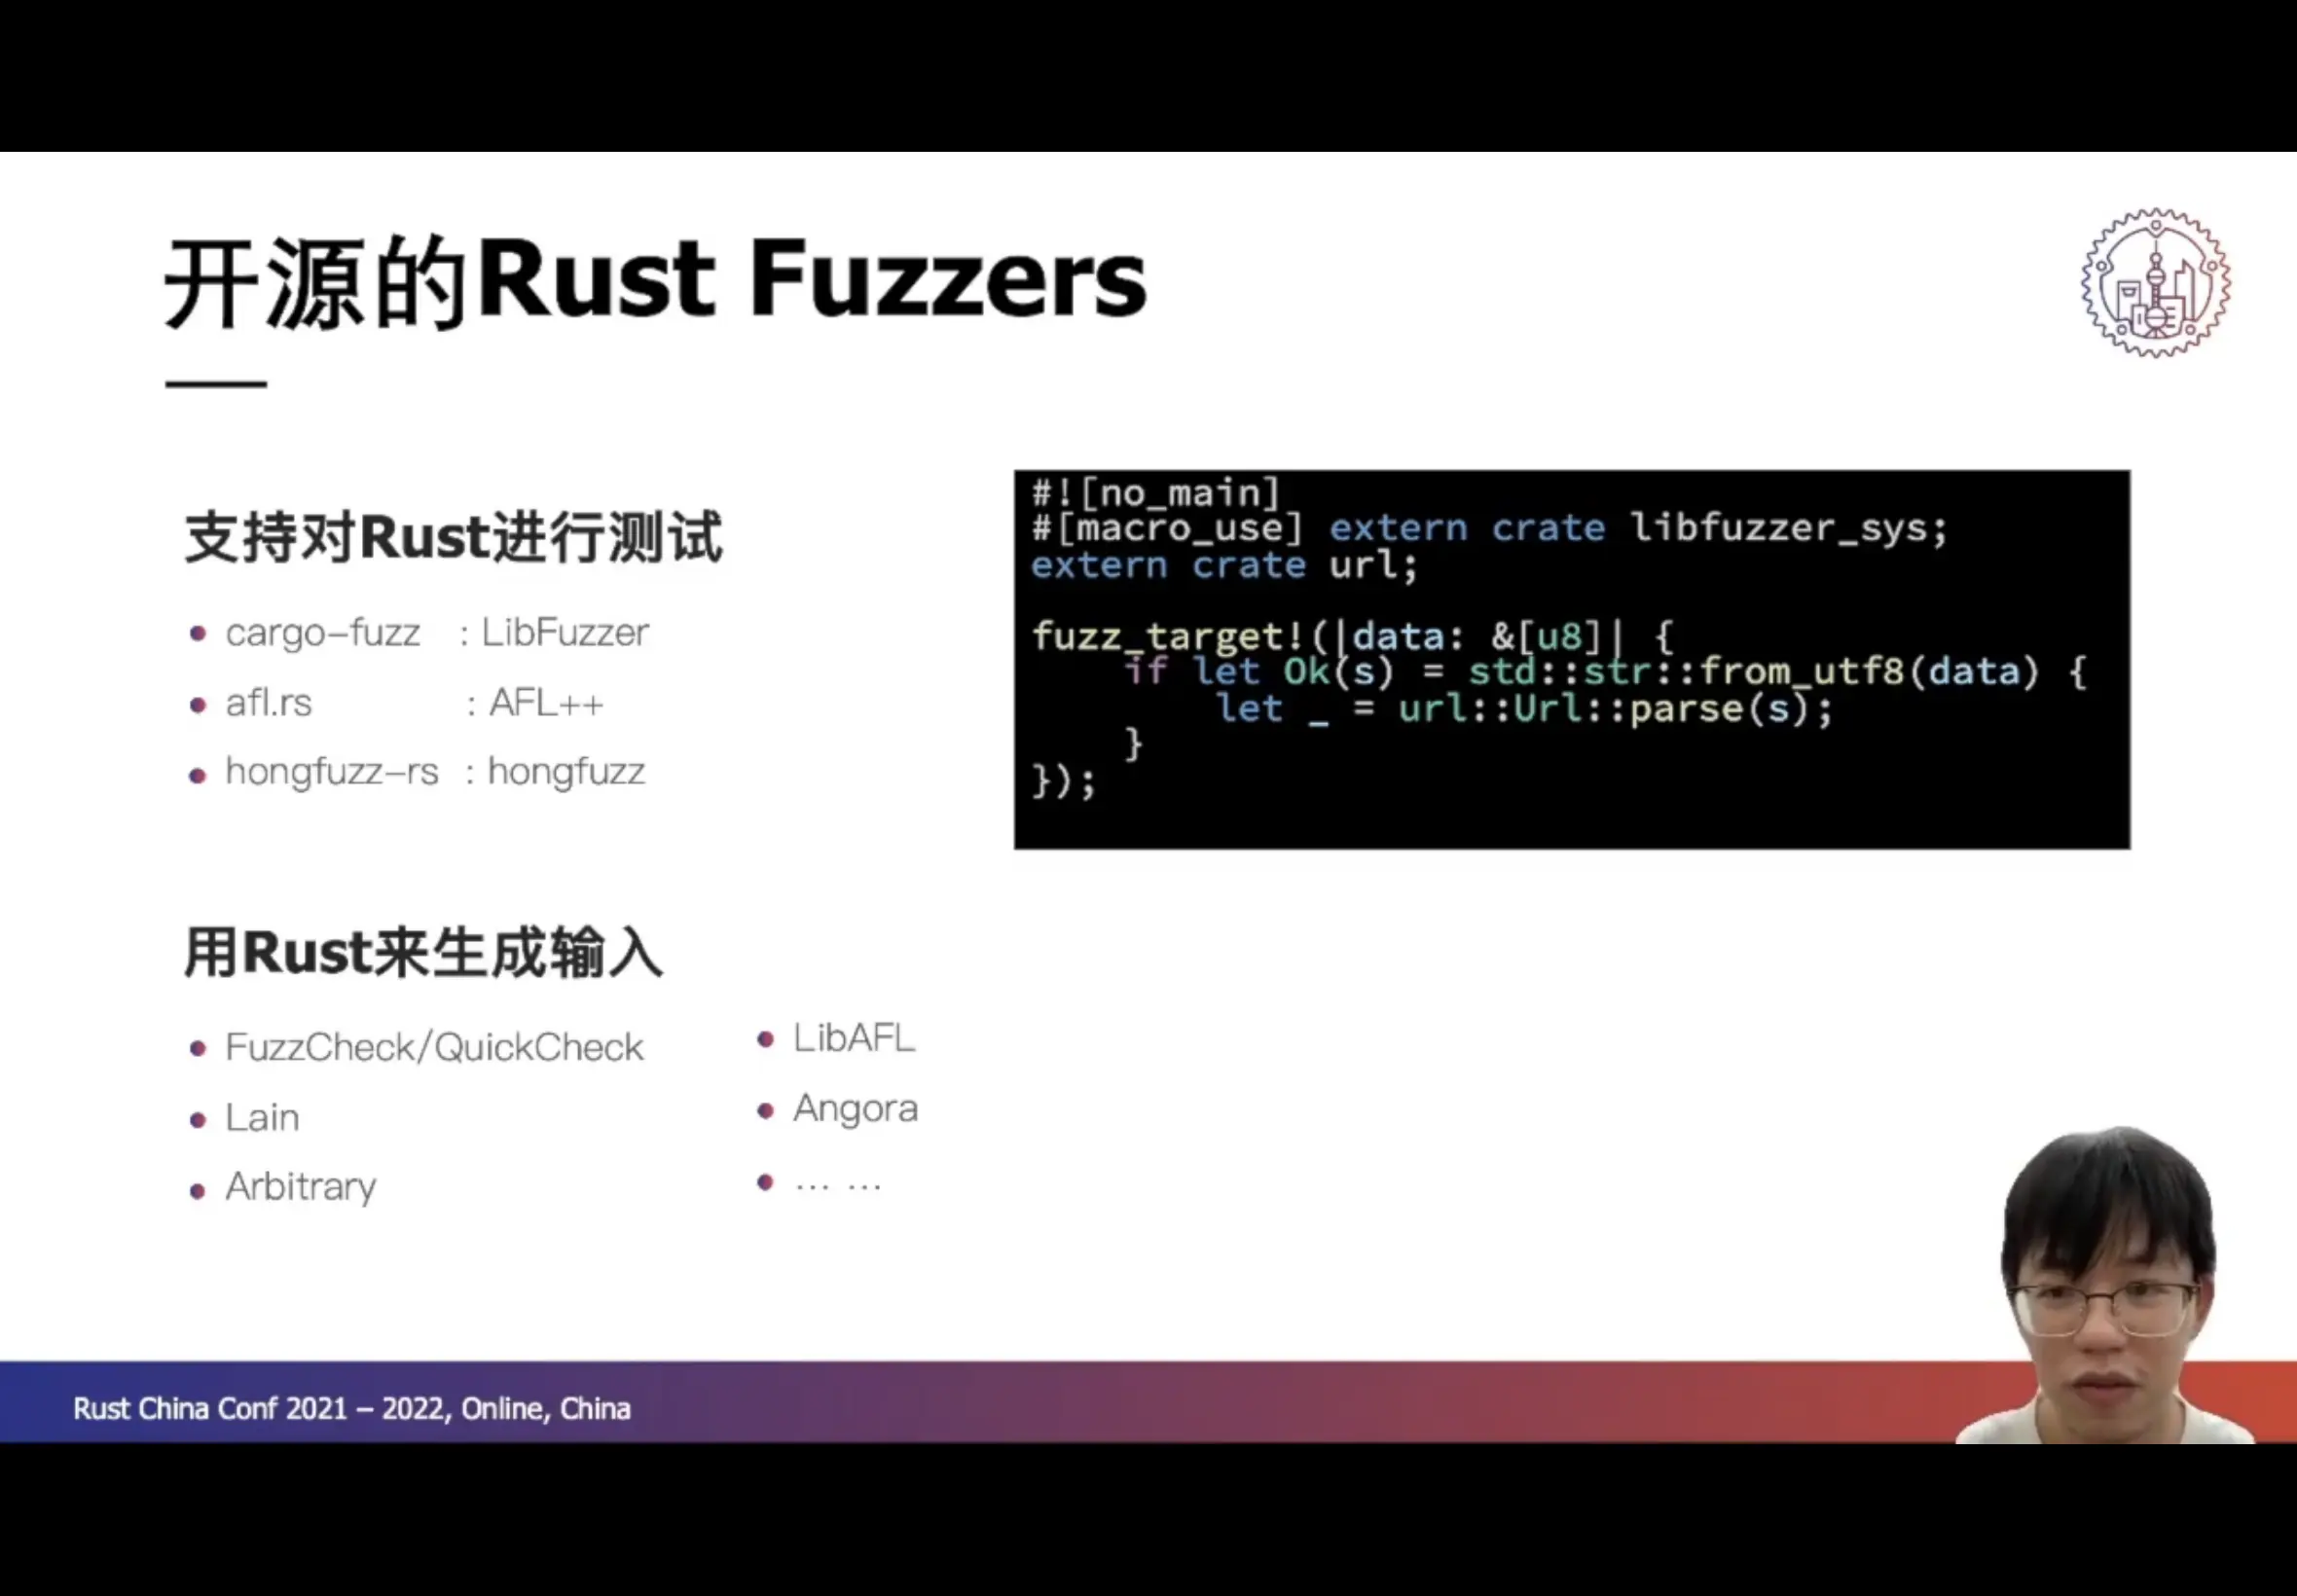 开源的Rust Fuzzers
支持对Rust进行测试
cargo-fuzz : LibFuzzer
afl.rs : AFL++
hongfuzz-rs : hongfuzz
#![no_main]
#[macro_use] extern crate libfuzzer_sys;
extern crate url;
fuzz_target!(|data: &[u8]| {
    if let Ok(s) = std::str::from_utf8(data) {
        let _ = url::Url::parse(s);
    }
});
用Rust来生成输入
FuzzCheck/QuickCheck
Lain
Arbitrary
LibAFL
Angora
... ...
Rust China Conf 2021 – 2022, Online, China